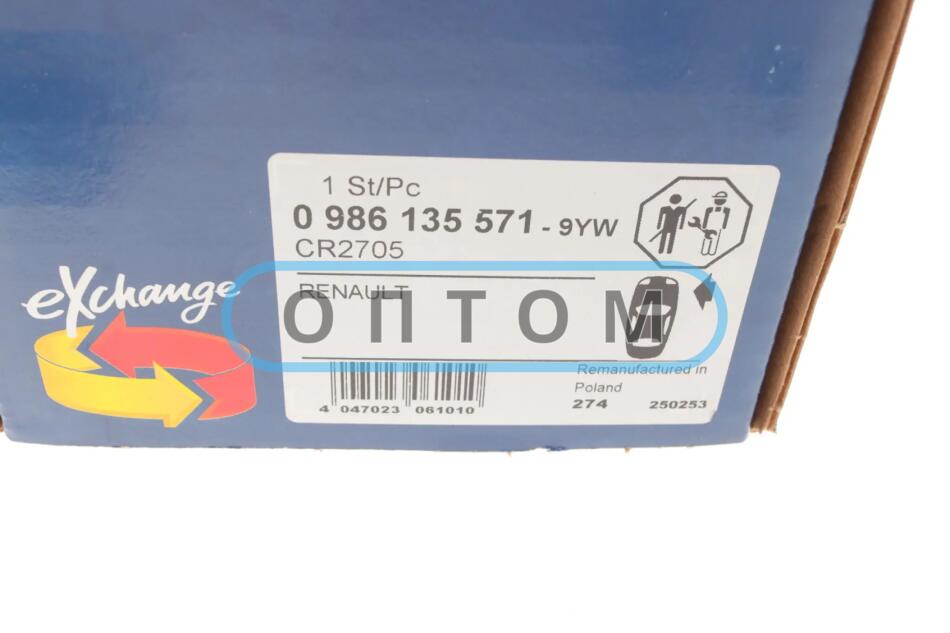 1 St/Pc
0 986 135 571 - 9YW
CR2705
eXchange
RENAULT
ОПТОМ
Remanufactured in
Poland
274 250253
4 047023 061010